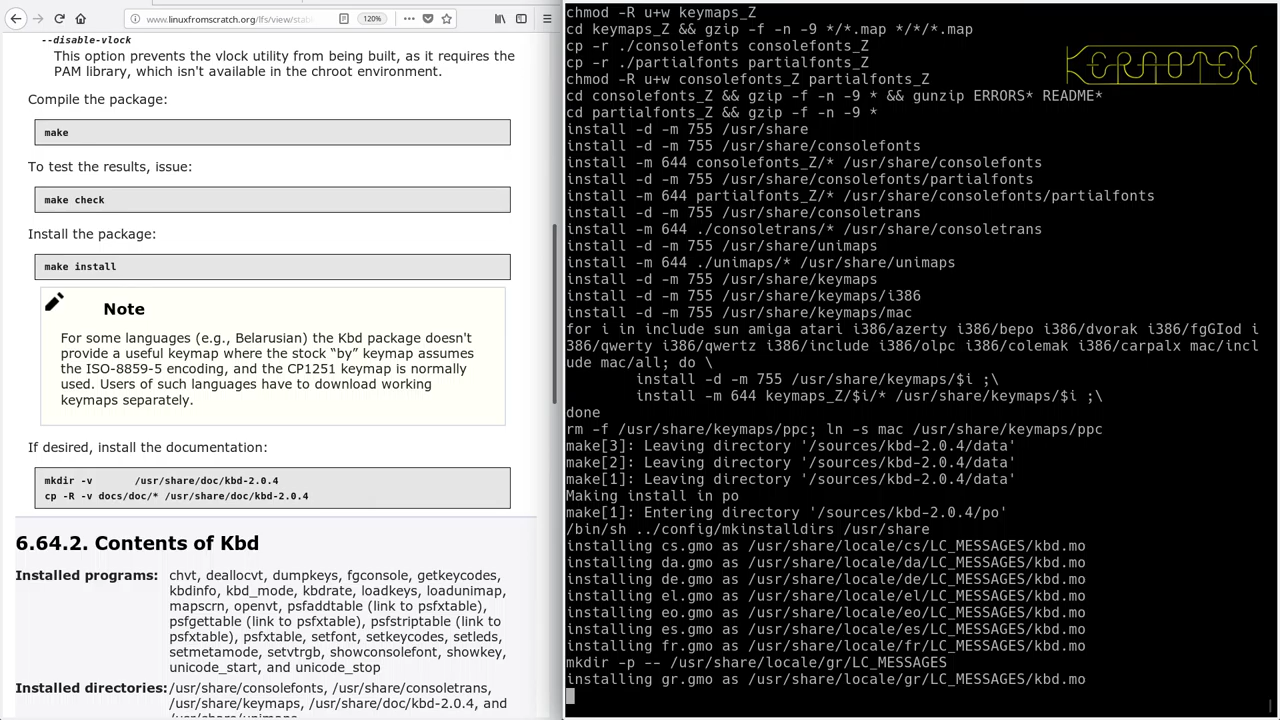 www.linuxfromscratch.org/lfs/view/stabl
120%
--disable-vlock
This option prevents the vlock utility from being built, as it requires the
PAM library, which isn't available in the chroot environment.
Compile the package:
make
To test the results, issue:
make check
Install the package:
make install
Note
For some languages (e.g., Belarusian) the Kbd package doesn't
provide a useful keymap where the stock “by” keymap assumes
the ISO-8859-5 encoding, and the CP1251 keymap is normally
used. Users of such languages have to download working
keymaps separately.
If desired, install the documentation:
mkdir -v       /usr/share/doc/kbd-2.0.4
cp -R -v docs/doc/* /usr/share/doc/kbd-2.0.4
6.64.2. Contents of Kbd
Installed programs: chvt, deallocvt, dumpkeys, fgconsole, getkeycodes,
kbdinfo, kbd_mode, kbdrate, loadkeys, loadunimap,
mapscrn, openvt, psfaddtable (link to psfxtable),
psfgettable (link to psfxtable), psfstriptable (link to
psfxtable), psfxtable, setfont, setkeycodes, setleds,
setmetamode, setvtrgb, showconsolefont, showkey,
unicode_start, and unicode_stop
Installed directories: /usr/share/consolefonts, /usr/share/consoletrans,
/usr/share/keymaps, /usr/share/doc/kbd-2.0.4, and
/usr/share/unimaps
chmod -R u+w keymaps_Z
cd keymaps_Z && gzip -f -n -9 */*.map */*/*.map
cp -r ./consolefonts consolefonts_Z
cp -r ./partialfonts partialfonts_Z
chmod -R u+w consolefonts_Z partialfonts_Z
cd consolefonts_Z && gzip -f -n -9 * && gunzip ERRORS* README*
cd partialfonts_Z && gzip -f -n -9 *
install -d -m 755 /usr/share
install -d -m 755 /usr/share/consolefonts
install -m 644 consolefonts_Z/* /usr/share/consolefonts
install -d -m 755 /usr/share/consolefonts/partialfonts
install -m 644 partialfonts_Z/* /usr/share/consolefonts/partialfonts
install -d -m 755 /usr/share/consoletrans
install -m 644 ./consoletrans/* /usr/share/consoletrans
install -d -m 755 /usr/share/unimaps
install -m 644 ./unimaps/* /usr/share/unimaps
install -d -m 755 /usr/share/keymaps
install -d -m 755 /usr/share/keymaps/i386
install -d -m 755 /usr/share/keymaps/mac
for i in include sun amiga atari i386/azerty i386/bepo i386/dvorak i386/fgGIod i
386/qwerty i386/qwertz i386/include i386/olpc i386/colemak i386/carpalx mac/incl
ude mac/all; do \
install -d -m 755 /usr/share/keymaps/$i ;\
install -m 644 keymaps_Z/$i/* /usr/share/keymaps/$i ;\
done
rm -f /usr/share/keymaps/ppc; ln -s mac /usr/share/keymaps/ppc
make[3]: Leaving directory '/sources/kbd-2.0.4/data'
make[2]: Leaving directory '/sources/kbd-2.0.4/data'
make[1]: Leaving directory '/sources/kbd-2.0.4/data'
Making install in po
make[1]: Entering directory '/sources/kbd-2.0.4/po'
/bin/sh ../config/mkinstalldirs /usr/share
installing cs.gmo as /usr/share/locale/cs/LC_MESSAGES/kbd.mo
installing da.gmo as /usr/share/locale/da/LC_MESSAGES/kbd.mo
installing de.gmo as /usr/share/locale/de/LC_MESSAGES/kbd.mo
installing el.gmo as /usr/share/locale/el/LC_MESSAGES/kbd.mo
installing eo.gmo as /usr/share/locale/eo/LC_MESSAGES/kbd.mo
installing es.gmo as /usr/share/locale/es/LC_MESSAGES/kbd.mo
installing fr.gmo as /usr/share/locale/fr/LC_MESSAGES/kbd.mo
mkdir -p -- /usr/share/locale/gr/LC_MESSAGES
installing gr.gmo as /usr/share/locale/gr/LC_MESSAGES/kbd.mo